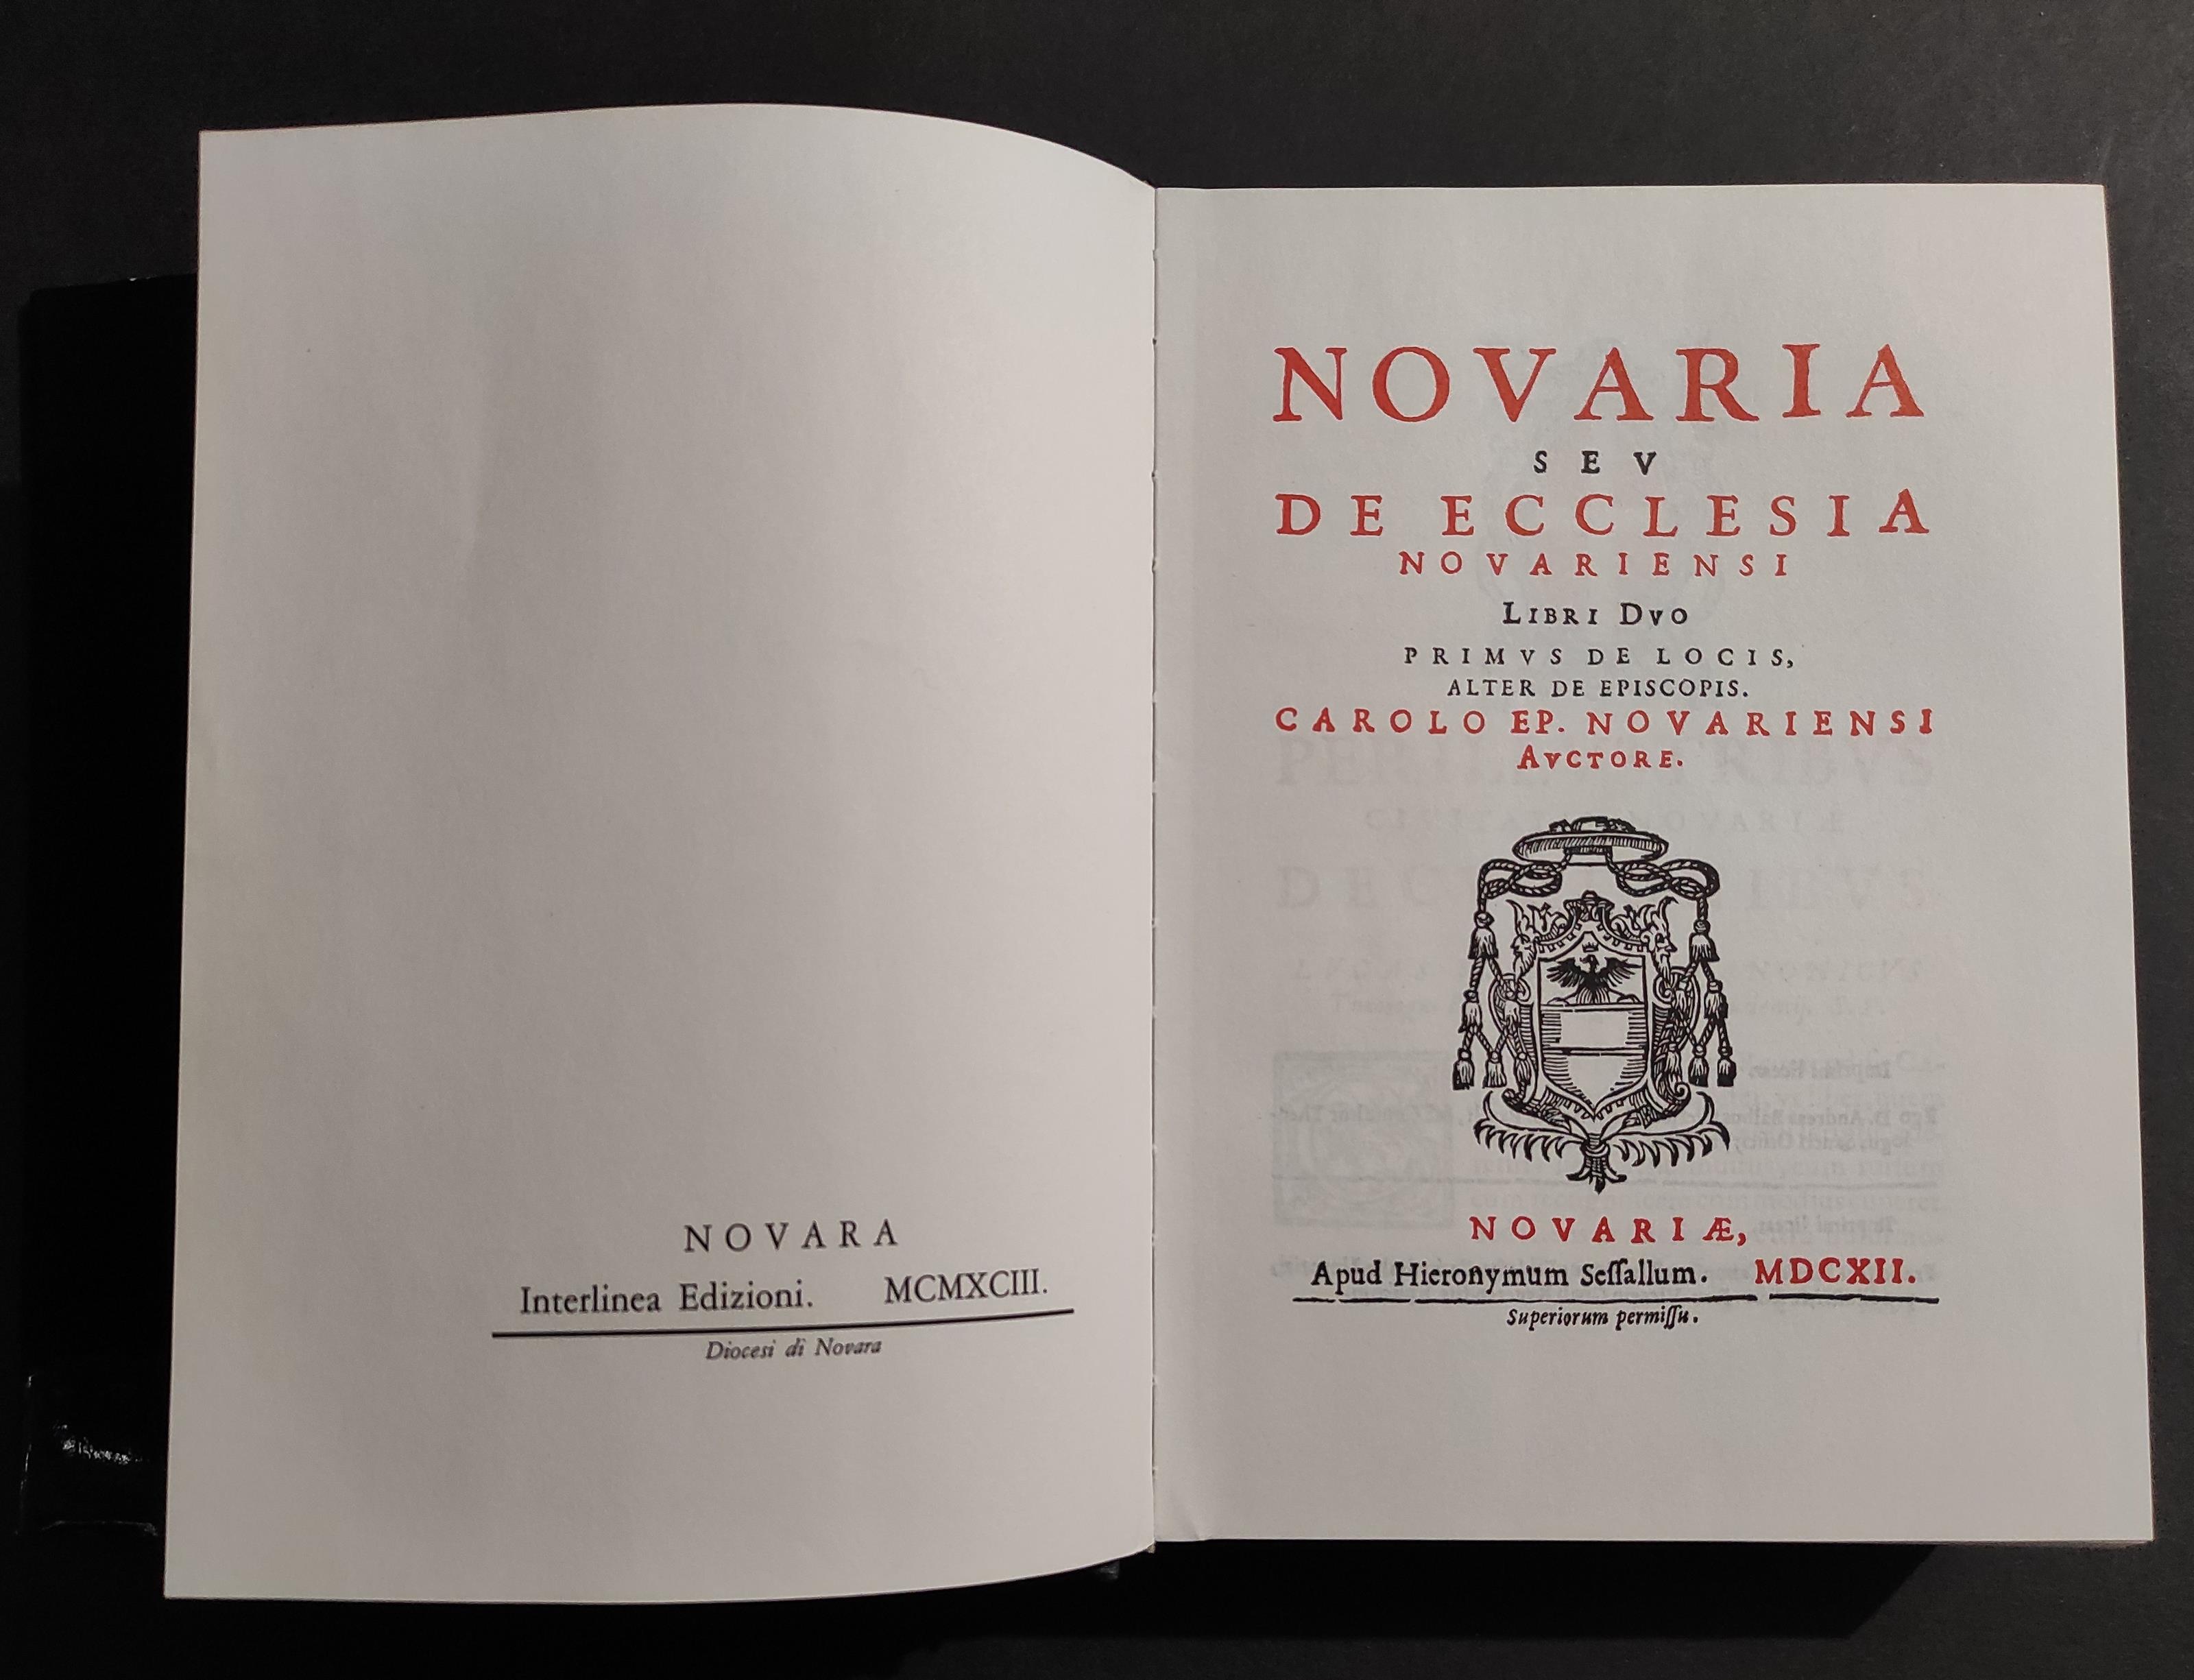 NOVARA
Interlinea Edizioni. MCMXCIII.
Diocesi di Novara
NOVARIA
SEV
DE ECCLESIA
NOVARIENSI
LIBRI DVO
PRIMVS DE LOCIS,
ALTER DE EPISCOPIS.
CAROLO EP. NOVARIENSI
AVCTORE.
NOVARIÆ,
Apud Hieronymum Seſſallum. MDCXII.
Superiorum permiſſu.